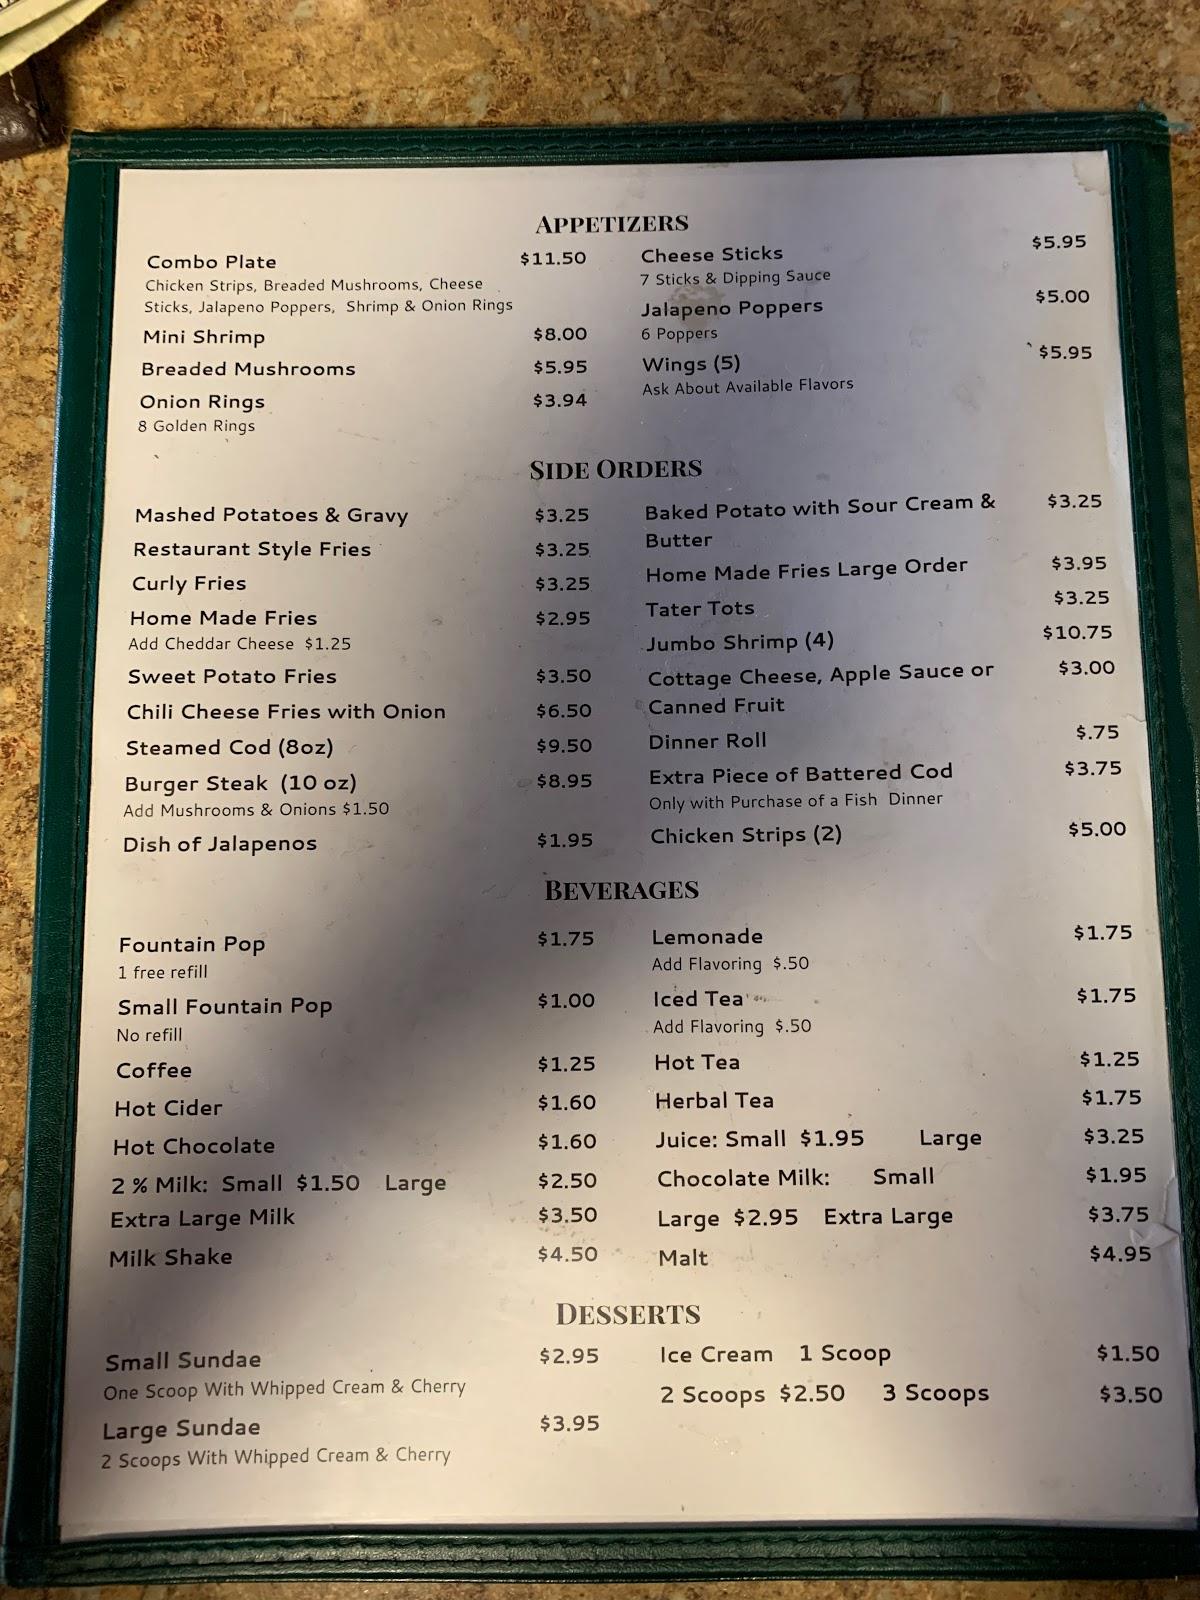 APPETIZERS
Combo Plate $11.50
Chicken Strips, Breaded Mushrooms, Cheese
Sticks, Jalapeno Poppers, Shrimp & Onion Rings
Mini Shrimp $8.00
Breaded Mushrooms $5.95
Onion Rings $3.94
8 Golden Rings
Cheese Sticks $5.95
7 Sticks & Dipping Sauce
Jalapeno Poppers $5.00
6 Poppers
Wings (5) $5.95
Ask About Available Flavors
SIDE ORDERS
Mashed Potatoes & Gravy $3.25
Restaurant Style Fries $3.25
Curly Fries $3.25
Home Made Fries $2.95
Add Cheddar Cheese $1.25
Sweet Potato Fries $3.50
Chili Cheese Fries with Onion $6.50
Steamed Cod (8oz) $9.50
Burger Steak (10 oz) $8.95
Add Mushrooms & Onions $1.50
Dish of Jalapenos $1.95
Baked Potato with Sour Cream & $3.25
Butter
Home Made Fries Large Order $3.95
Tater Tots $3.25
Jumbo Shrimp (4) $10.75
Cottage Cheese, Apple Sauce or $3.00
Canned Fruit
Dinner Roll $.75
Extra Piece of Battered Cod $3.75
Only with Purchase of a Fish Dinner
Chicken Strips (2) $5.00
BEVERAGES
Fountain Pop $1.75
1 free refill
Small Fountain Pop $1.00
No refill
Coffee $1.25
Hot Cider $1.60
Hot Chocolate $1.60
2 % Milk: Small $1.50 Large $2.50
Extra Large Milk $3.50
Milk Shake $4.50
Lemonade $1.75
Add Flavoring $.50
Iced Tea $1.75
Add Flavoring $.50
Hot Tea $1.25
Herbal Tea $1.75
Juice: Small $1.95 Large $3.25
Chocolate Milk: Small $1.95
Large $2.95 Extra Large $3.75
Malt $4.95
DESSERTS
Small Sundae $2.95
One Scoop With Whipped Cream & Cherry
Large Sundae $3.95
2 Scoops With Whipped Cream & Cherry
Ice Cream 1 Scoop $1.50
2 Scoops $2.50 3 Scoops $3.50